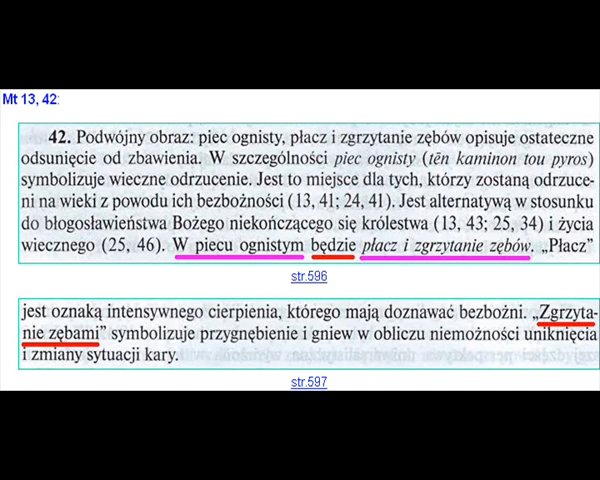 Mt 13, 42:
42. Podwójny obraz: piec ognisty, płacz i zgrzytanie zębów opisuje ostateczne
odsunięcie od zbawienia. W szczególności piec ognisty (tēn kaminon tou pyros)
symbolizuje wieczne odrzucenie. Jest to miejsce dla tych, którzy zostaną odrzuce-
ni na wieki z powodu ich bezbożności (13, 41; 24, 41). Jest alternatywą w stosunku
do błogosławieństwa Bożego niekończącego się królestwa (13, 43; 25, 34) i życia
wiecznego (25, 46). W piecu ognistym będzie płacz i zgrzytanie zębów. „Płacz”
str.596
jest oznaką intensywnego cierpienia, którego mają doznawać bezbożni. „Zgrzyta-
nie zębami” symbolizuje przygnębienie i gniew w obliczu niemożności uniknięcia
i zmiany sytuacji kary.
str.597